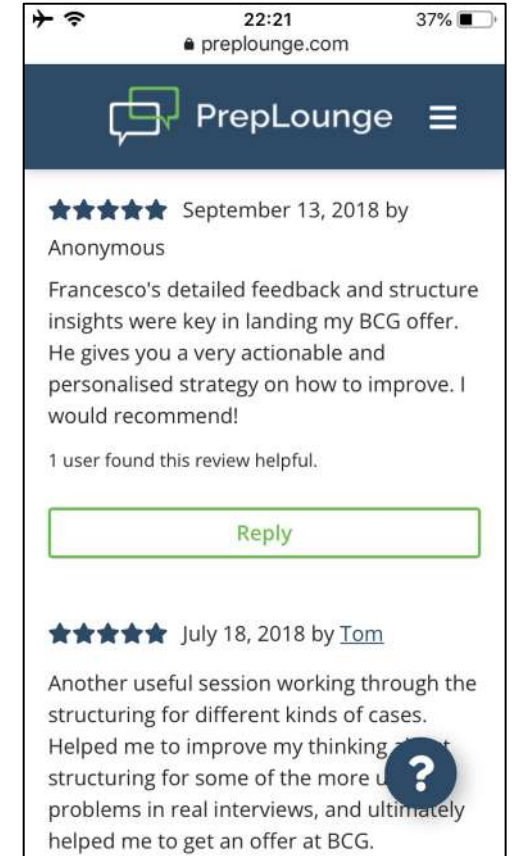 22:21
37%
preplounge.com
PrepLounge
September 13, 2018 by
Anonymous
Francesco's detailed feedback and structure
insights were key in landing my BCG offer.
He gives you a very actionable and
personalised strategy on how to improve. I
would recommend!
1 user found this review helpful.
Reply
July 18, 2018 by Tom
Another useful session working through the
structuring for different kinds of cases.
Helped me to improve my thinking
structuring for some of the more
?
problems in real interviews, and ultimately
helped me to get an offer at BCG.